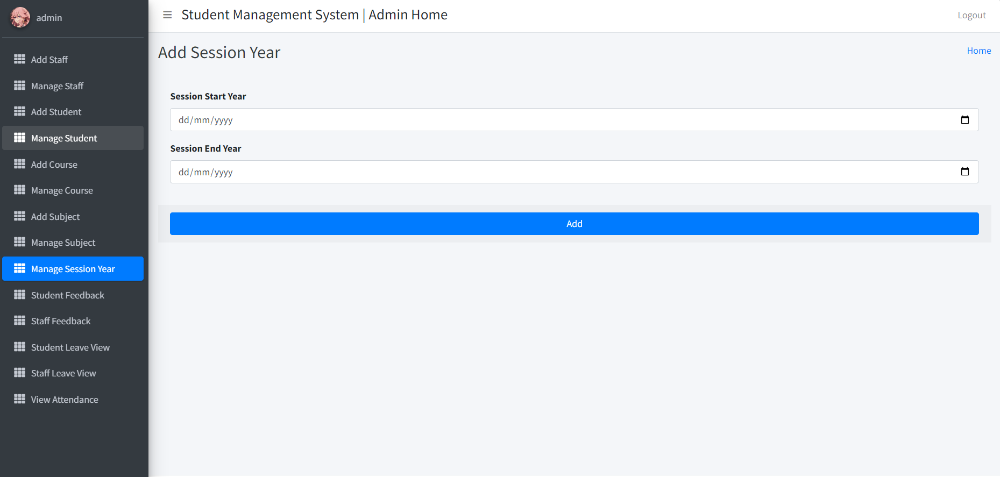 admin
Add Staff
Manage Staff
Add Student
Manage Student
Add Course
Manage Course
Add Subject
Manage Subject
Manage Session Year
Student Feedback
Staff Feedback
Student Leave View
Staff Leave View
View Attendance
Student Management System | Admin Home
Logout
Add Session Year
Home
Session Start Year
dd/mm/yyyy
Session End Year
dd/mm/yyyy
Add